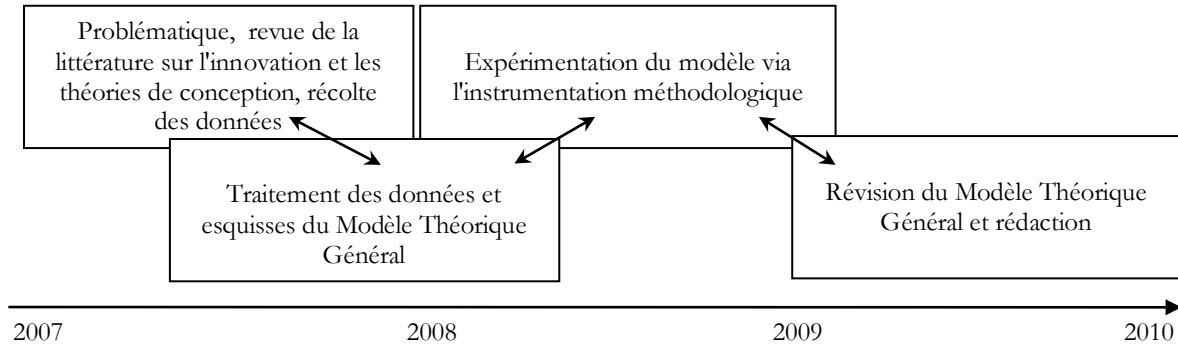 Problématique, revue de la
littérature sur l'innovation et les
théories de conception, récolte
des données
Expérimentation du modèle via
l'instrumentation méthodologique
Traitement des données et
esquisses du Modèle Théorique
Général
Révision du Modèle Théorique
Général et rédaction
2007
2008
2009
2010